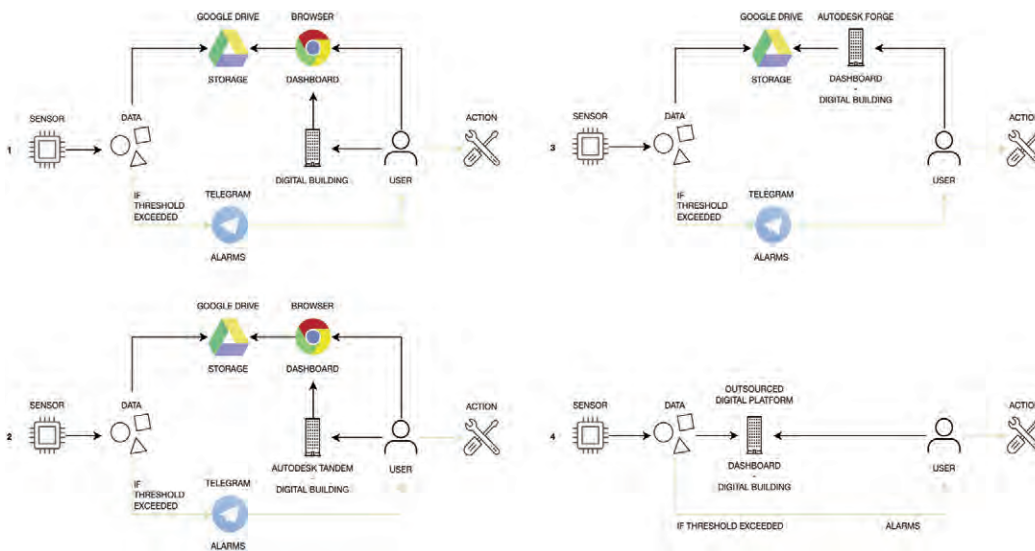 1
SENSOR
DATA
GOOGLE DRIVE
STORAGE
BROWSER
DASHBOARD
DIGITAL BUILDING
USER
ACTION
IF
THRESHOLD
EXCEEDED
TELEGRAM
ALARMS
2
SENSOR
DATA
GOOGLE DRIVE
STORAGE
BROWSER
DASHBOARD
AUTODESK TANDEM
-
DIGITAL BUILDING
USER
ACTION
IF
THRESHOLD
EXCEEDED
TELEGRAM
ALARMS
3
SENSOR
DATA
GOOGLE DRIVE
STORAGE
AUTODESK FORGE
DASHBOARD
-
DIGITAL BUILDING
USER
ACTION
IF
THRESHOLD
EXCEEDED
TELEGRAM
ALARMS
4
SENSOR
DATA
OUTSOURCED
DIGITAL PLATFORM
DASHBOARD
-
DIGITAL BUILDING
USER
ACTION
IF THRESHOLD EXCEEDED
ALARMS